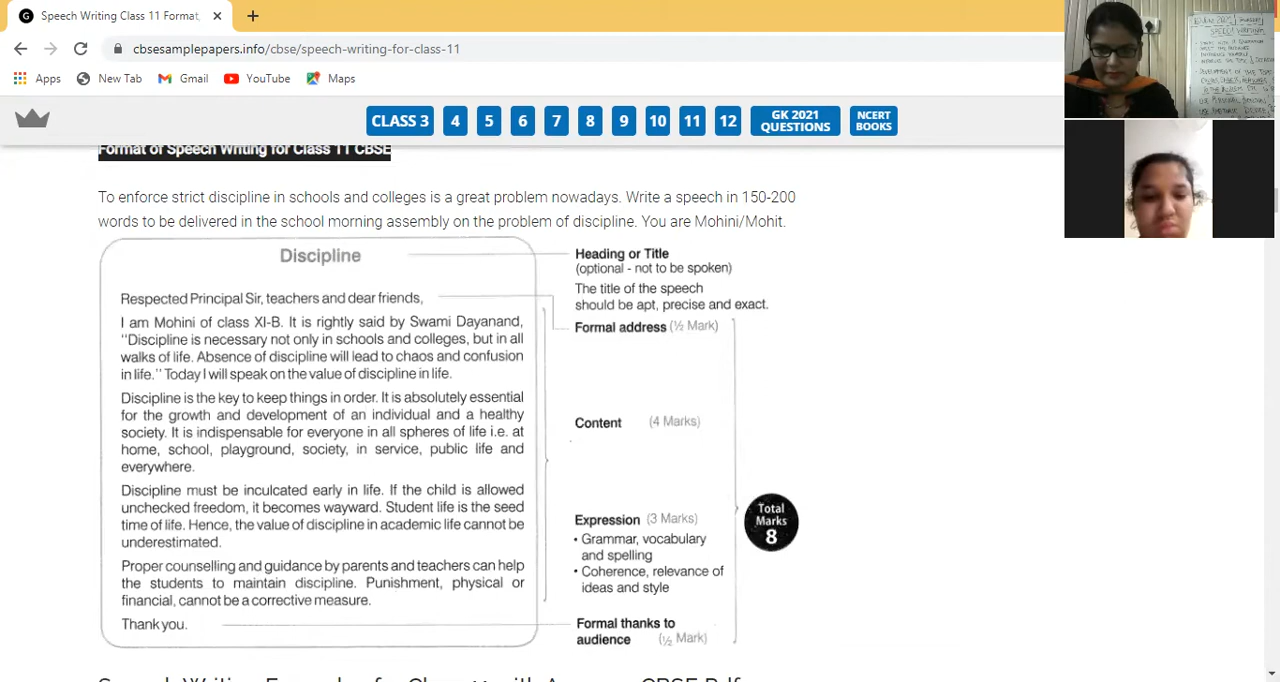 Speech Writing Class 11 Format,
cbsesamplepapers.info/cbse/speech-writing-for-class-11
Apps New Tab Gmail YouTube Maps
CLASS 3 4 5 6 7 8 9 10 11 12 GK 2021 QUESTIONS NCERT BOOKS
Format of Speech Writing for Class 11 CBSE
To enforce strict discipline in schools and colleges is a great problem nowadays. Write a speech in 150-200
words to be delivered in the school morning assembly on the problem of discipline. You are Mohini/Mohit.
Discipline
Respected Principal Sir, teachers and dear friends,
I am Mohini of class XI-B. It is rightly said by Swami Dayanand,
"Discipline is necessary not only in schools and colleges, but in all
walks of life. Absence of discipline will lead to chaos and confusion
in life." Today I will speak on the value of discipline in life.
Discipline is the key to keep things in order. It is absolutely essential
for the growth and development of an individual and a healthy
society. It is indispensable for everyone in all spheres of life i.e. at
home, school, playground, society, in service, public life and
everywhere.
Discipline must be inculcated early in life. If the child is allowed
unchecked freedom, it becomes wayward. Student life is the seed
time of life. Hence, the value of discipline in academic life cannot be
underestimated.
Proper counselling and guidance by parents and teachers can help
the students to maintain discipline. Punishment, physical or
financial, cannot be a corrective measure.
Thank you.
Heading or Title
(optional - not to be spoken)
The title of the speech
should be apt, precise and exact.
Formal address (½ Mark)
Content (4 Marks)
Expression (3 Marks)
• Grammar, vocabulary
and spelling
• Coherence, relevance of
ideas and style
Formal thanks to
audience (½ Mark)
Total
Marks
8
SPEECH WRITING